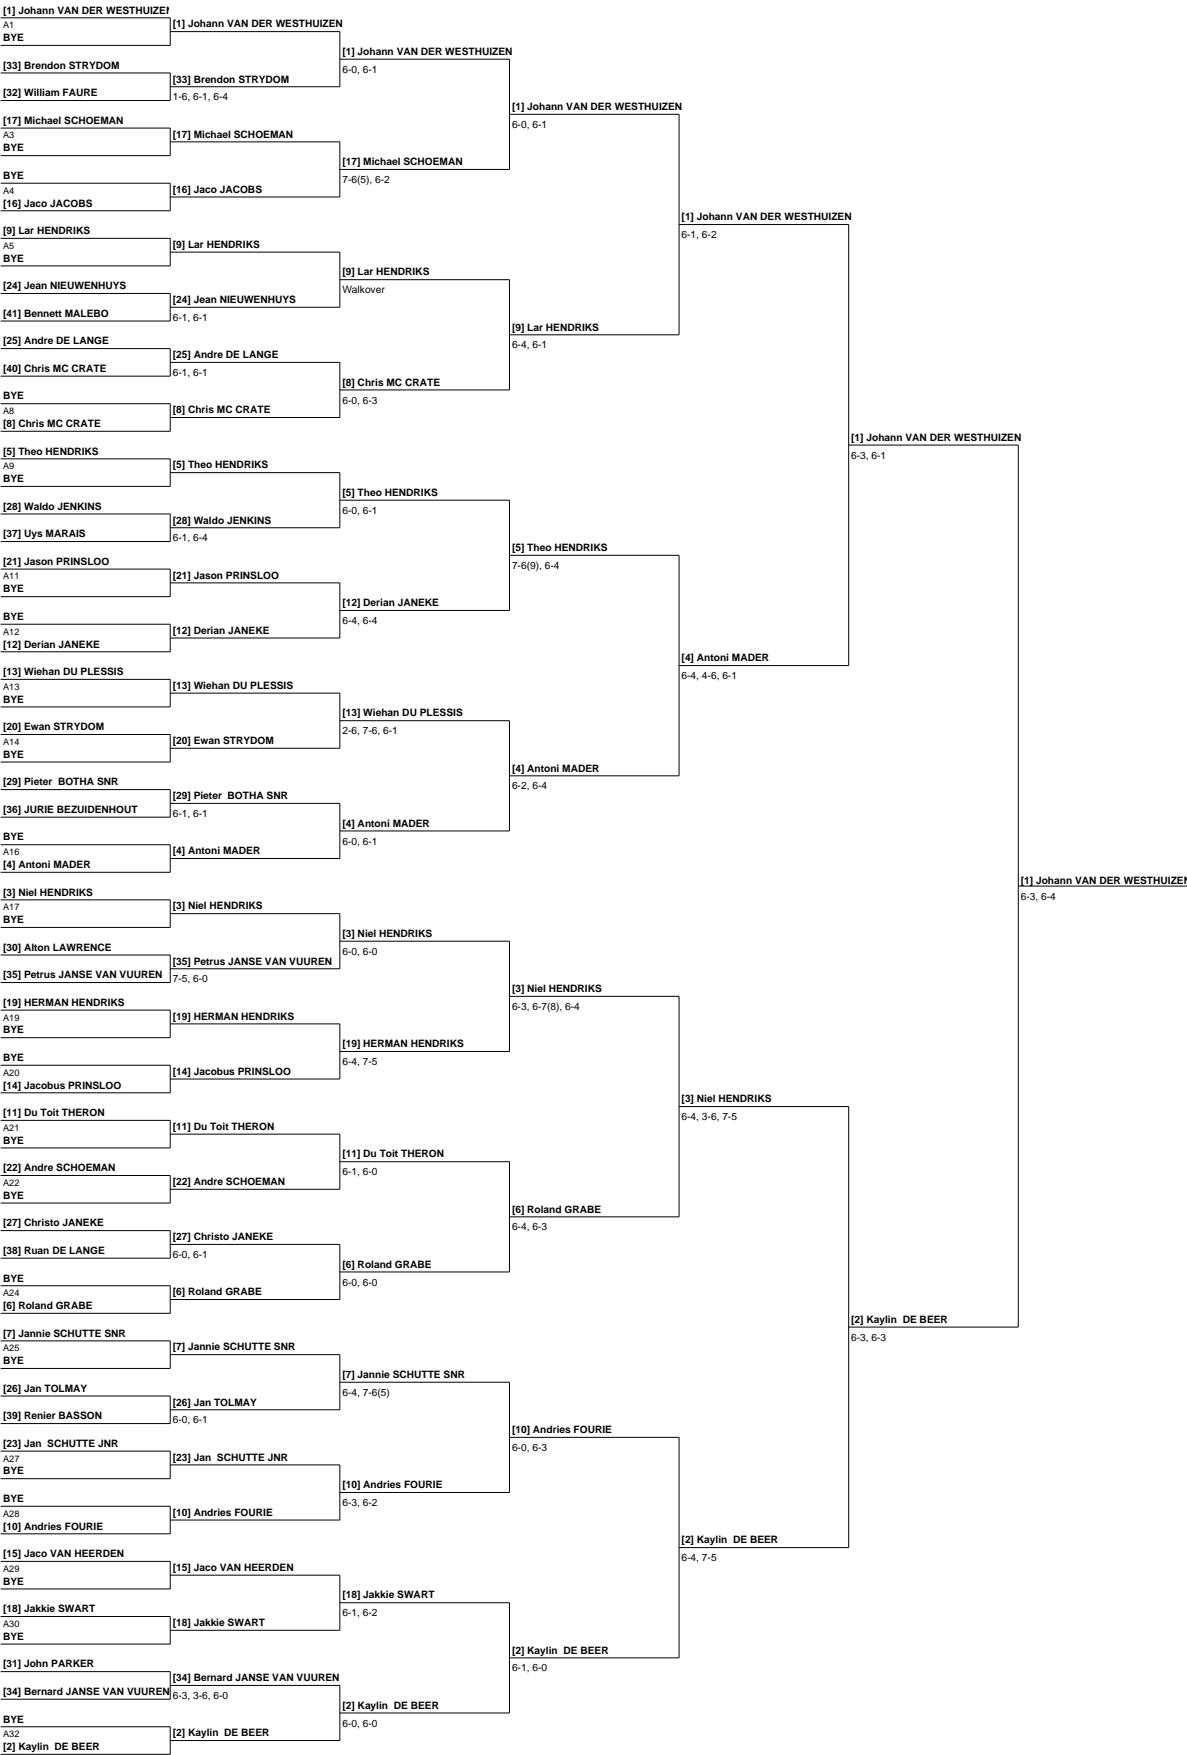 [1] Johann VAN DER WESTHUIZEN
A1
BYE
[33] Brendon STRYDOM
[32] William FAURE
[17] Michael SCHOEMAN
A3
BYE
BYE
A4
[16] Jaco JACOBS
[9] Lar HENDRIKS
A5
BYE
[24] Jean NIEUWENHUYS
[41] Bennett MALEBO
[25] Andre DE LANGE
[40] Chris MC CRATE
BYE
A8
[8] Chris MC CRATE
[5] Theo HENDRIKS
A9
BYE
[28] Waldo JENKINS
[37] Uys MARAIS
[21] Jason PRINSLOO
A11
BYE
BYE
A12
[12] Derian JANEKE
[13] Wiehan DU PLESSIS
A13
BYE
[20] Ewan STRYDOM
A14
BYE
[29] Pieter  BOTHA SNR
[36] JURIE BEZUIDENHOUT
BYE
A16
[4] Antoni MADER
[3] Niel HENDRIKS
A17
BYE
[30] Alton LAWRENCE
[35] Petrus JANSE VAN VUUREN
[19] HERMAN HENDRIKS
A19
BYE
BYE
A20
[14] Jacobus PRINSLOO
[11] Du Toit THERON
A21
BYE
[22] Andre SCHOEMAN
A22
BYE
[27] Christo JANEKE
[38] Ruan DE LANGE
BYE
A24
[6] Roland GRABE
[7] Jannie SCHUTTE SNR
A25
BYE
[26] Jan TOLMAY
[39] Renier BASSON
[23] Jan  SCHUTTE JNR
A27
BYE
BYE
A28
[10] Andries FOURIE
[15] Jaco VAN HEERDEN
A29
BYE
[18] Jakkie SWART
A30
BYE
[31] John PARKER
[34] Bernard JANSE VAN VUUREN
BYE
A32
[2] Kaylin  DE BEER
[1] Johann VAN DER WESTHUIZEN
[33] Brendon STRYDOM
1-6, 6-1, 6-4
[17] Michael SCHOEMAN
[16] Jaco JACOBS
[9] Lar HENDRIKS
[24] Jean NIEUWENHUYS
6-1, 6-1
[25] Andre DE LANGE
6-1, 6-1
[8] Chris MC CRATE
[5] Theo HENDRIKS
[28] Waldo JENKINS
6-1, 6-4
[21] Jason PRINSLOO
[12] Derian JANEKE
[13] Wiehan DU PLESSIS
[20] Ewan STRYDOM
[29] Pieter  BOTHA SNR
6-1, 6-1
[4] Antoni MADER
[3] Niel HENDRIKS
[35] Petrus JANSE VAN VUUREN
7-5, 6-0
[19] HERMAN HENDRIKS
[14] Jacobus PRINSLOO
[11] Du Toit THERON
[22] Andre SCHOEMAN
[27] Christo JANEKE
6-0, 6-1
[6] Roland GRABE
[7] Jannie SCHUTTE SNR
[26] Jan TOLMAY
6-0, 6-1
[23] Jan  SCHUTTE JNR
[10] Andries FOURIE
[15] Jaco VAN HEERDEN
[18] Jakkie SWART
[34] Bernard JANSE VAN VUUREN
6-3, 3-6, 6-0
[2] Kaylin  DE BEER
[1] Johann VAN DER WESTHUIZEN
6-0, 6-1
[17] Michael SCHOEMAN
7-6(5), 6-2
[9] Lar HENDRIKS
Walkover
[8] Chris MC CRATE
6-0, 6-3
[5] Theo HENDRIKS
6-0, 6-1
[12] Derian JANEKE
6-4, 6-4
[13] Wiehan DU PLESSIS
2-6, 7-6, 6-1
[4] Antoni MADER
6-0, 6-1
[3] Niel HENDRIKS
6-0, 6-0
[19] HERMAN HENDRIKS
6-4, 7-5
[11] Du Toit THERON
6-1, 6-0
[6] Roland GRABE
6-0, 6-0
[7] Jannie SCHUTTE SNR
6-4, 7-6(5)
[10] Andries FOURIE
6-3, 6-2
[18] Jakkie SWART
6-1, 6-2
[2] Kaylin  DE BEER
6-0, 6-0
[1] Johann VAN DER WESTHUIZEN
6-0, 6-1
[9] Lar HENDRIKS
6-4, 6-1
[5] Theo HENDRIKS
7-6(9), 6-4
[4] Antoni MADER
6-2, 6-4
[3] Niel HENDRIKS
6-3, 6-7(8), 6-4
[6] Roland GRABE
6-4, 6-3
[10] Andries FOURIE
6-0, 6-3
[2] Kaylin  DE BEER
6-1, 6-0
[1] Johann VAN DER WESTHUIZEN
6-1, 6-2
[4] Antoni MADER
6-4, 4-6, 6-1
[3] Niel HENDRIKS
6-4, 3-6, 7-5
[2] Kaylin  DE BEER
6-4, 7-5
[1] Johann VAN DER WESTHUIZEN
6-3, 6-1
[2] Kaylin  DE BEER
6-3, 6-3
[1] Johann VAN DER WESTHUIZEN
6-3, 6-4